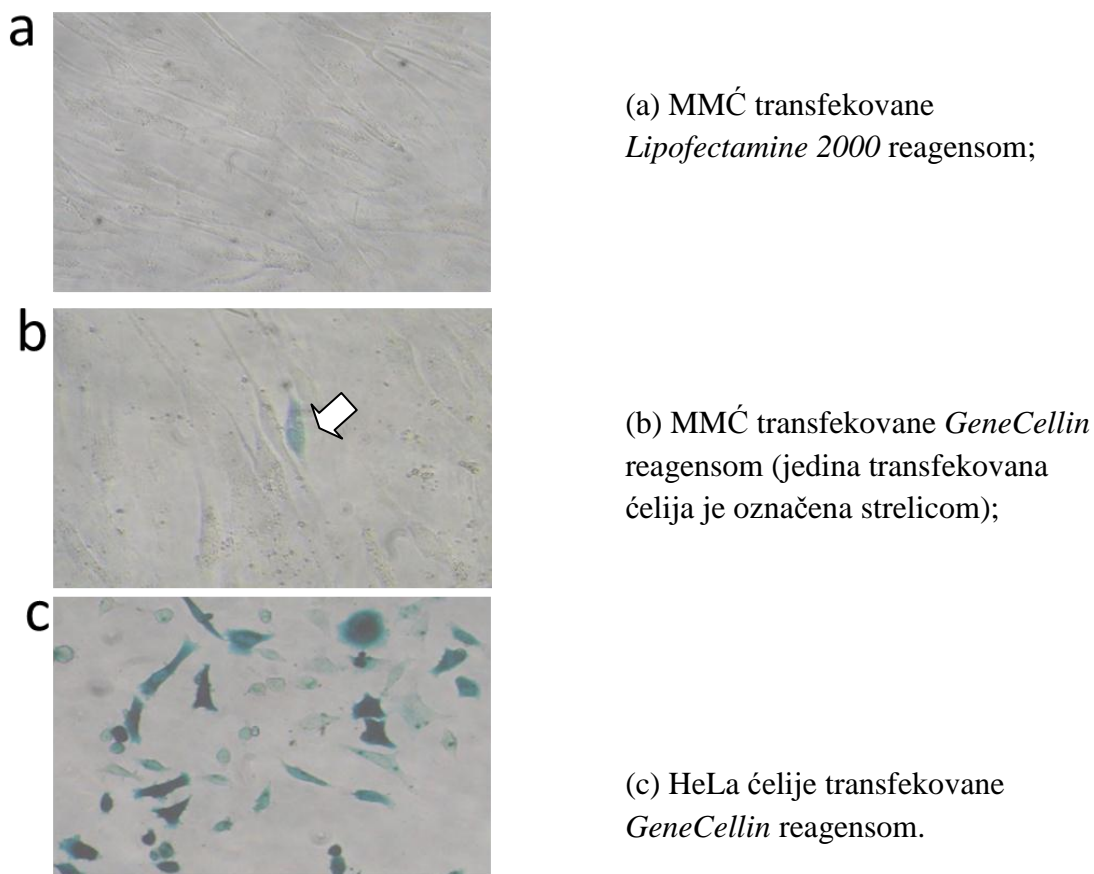 a
(a) MMĆ transfekovane
Lipofectamine 2000 reagensom;
b
(b) MMĆ transfekovane GeneCellin
reagensom (jedina transfekovana
ćelija je označena strelicom);
c
(c) HeLa ćelije transfekovane
GeneCellin reagensom.